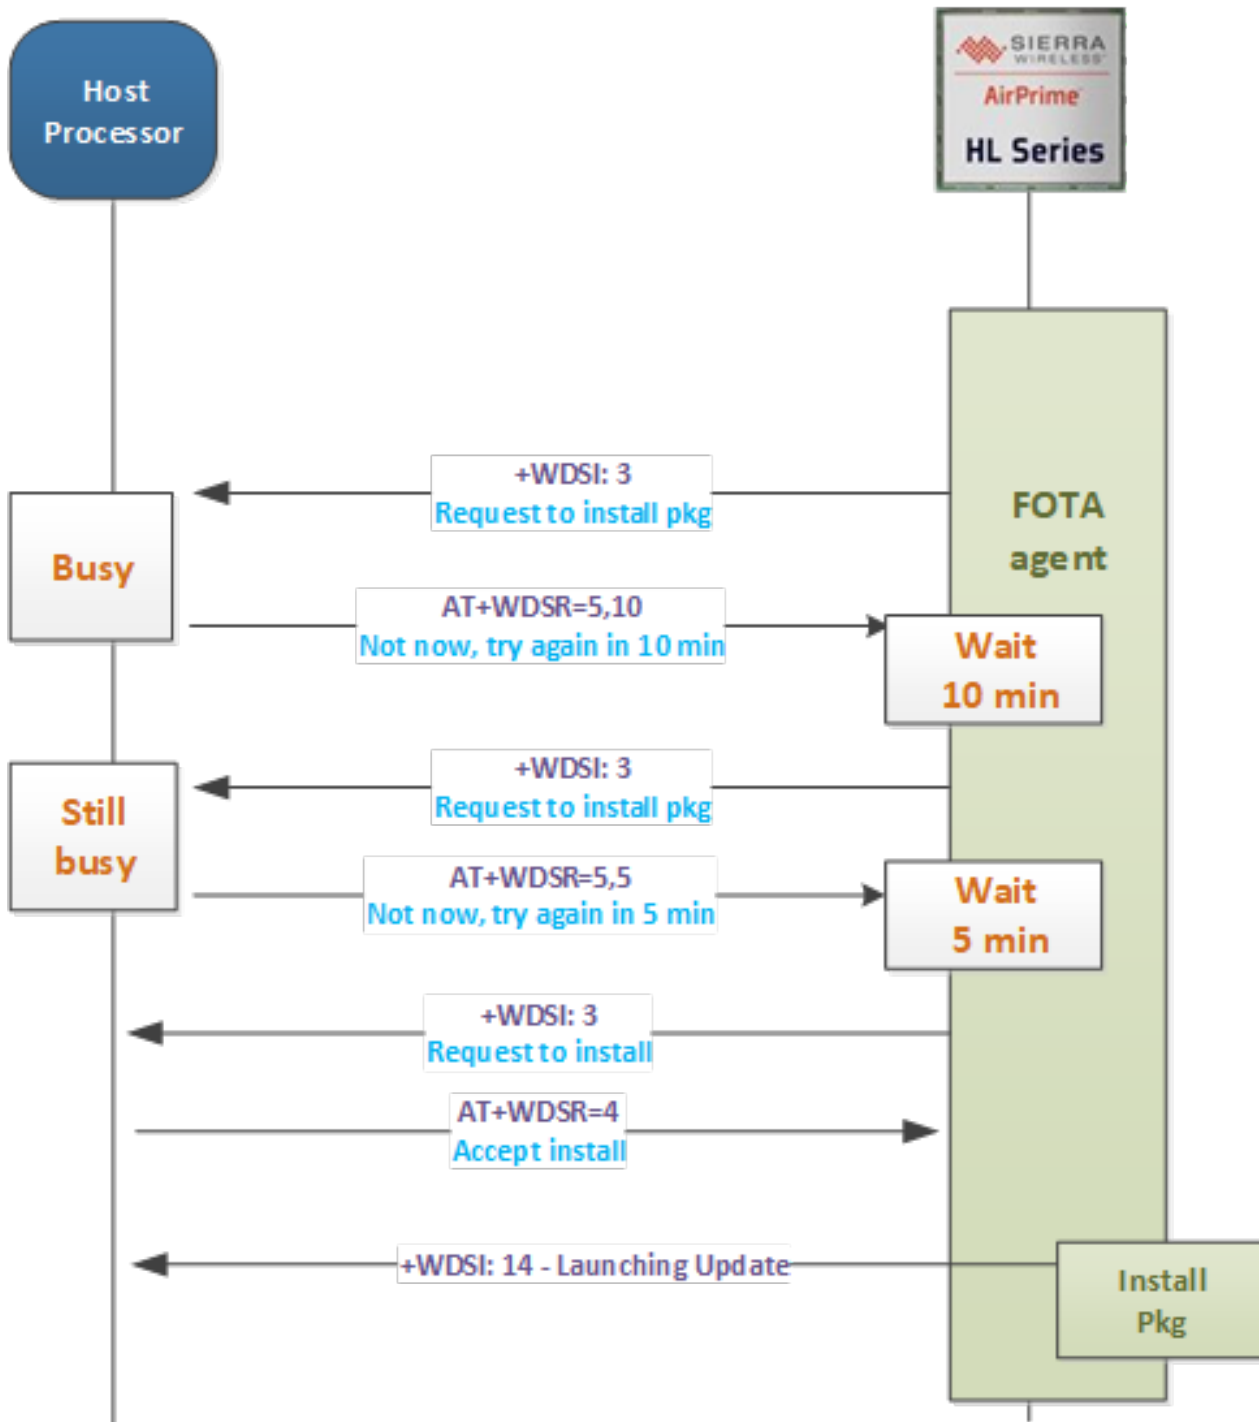 Host
Processor
SIERRA
WIRELESS
AirPrime
HL Series
+WDSI: 3
Request to install pkg
FOTA
agent
Busy
AT+WDSR=5,10
Not now, try again in 10 min
Wait
10 min
+WDSI: 3
Request to install pkg
Still
busy
AT+WDSR=5,5
Not now, try again in 5 min
Wait
5 min
+WDSI: 3
Request to install
AT+WDSR=4
Accept install
+WDSI: 14 - Launching Update
Install
Pkg